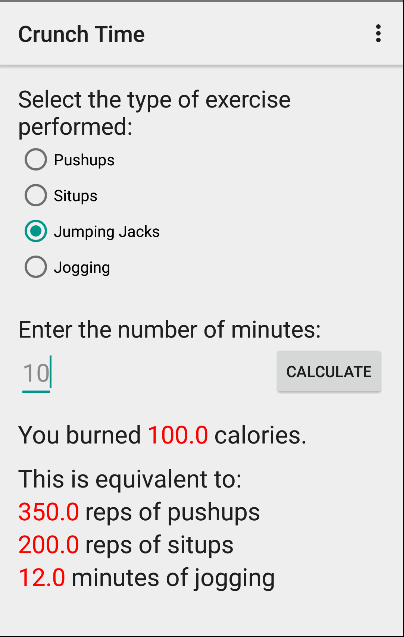 Crunch Time
Select the type of exercise
performed:
Pushups
Situps
Jumping Jacks
Jogging
Enter the number of minutes:
10
CALCULATE
You burned 100.0 calories.
This is equivalent to:
350.0 reps of pushups
200.0 reps of situps
12.0 minutes of jogging